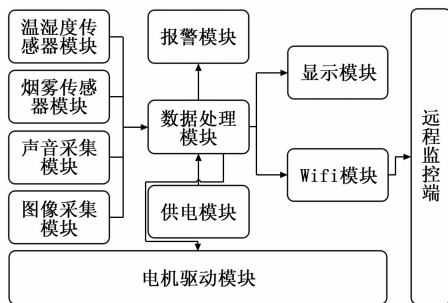 温湿度传
感器模块
烟雾传感
器模块
声音采集
模块
图像采集
模块
报警模块
数据处理
模块
供电模块
显示模块
Wifi模块
电机驱动模块
远程监控端